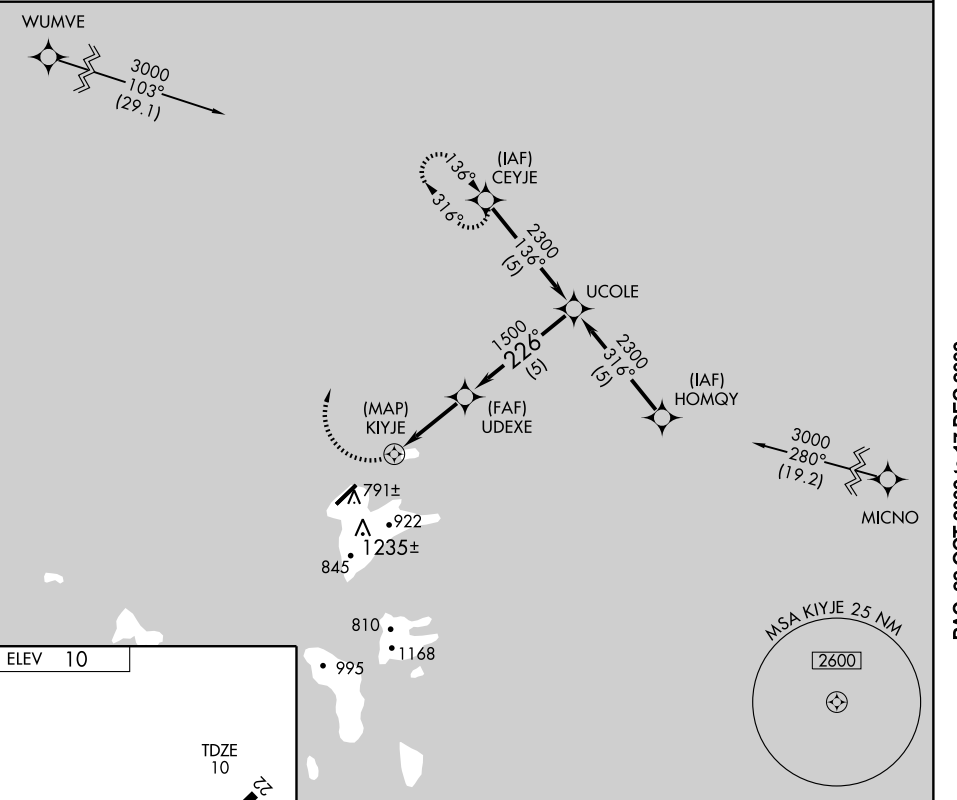 WUMVE
3000
103°
(29.1)
136°
316°
(IAF)
CEYJE
2300
136°
(5)
UCOLE
1500
226°
(5)
2300
316°
(5)
(IAF)
HOMQY
(MAP)
KIYJE
(FAF)
UDEXE
3000
280°
(19.2)
MICNO
791±
922
1235±
845
810
1168
995
MSA KIYJE 25 NM
2600
ELEV 10
TDZE
10
22